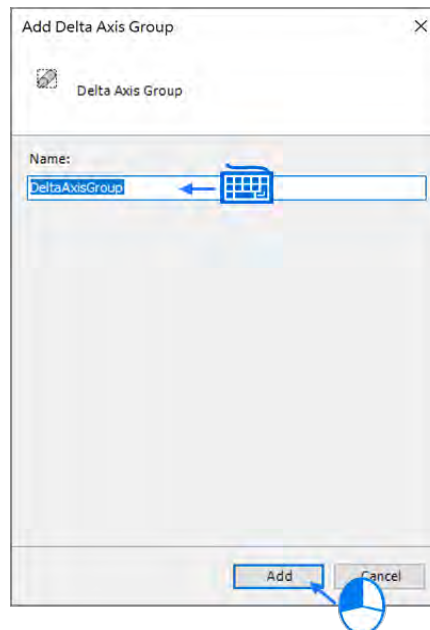 Add Delta Axis Group
Delta Axis Group
Name:
DeltaAxisGroup
Add Cancel